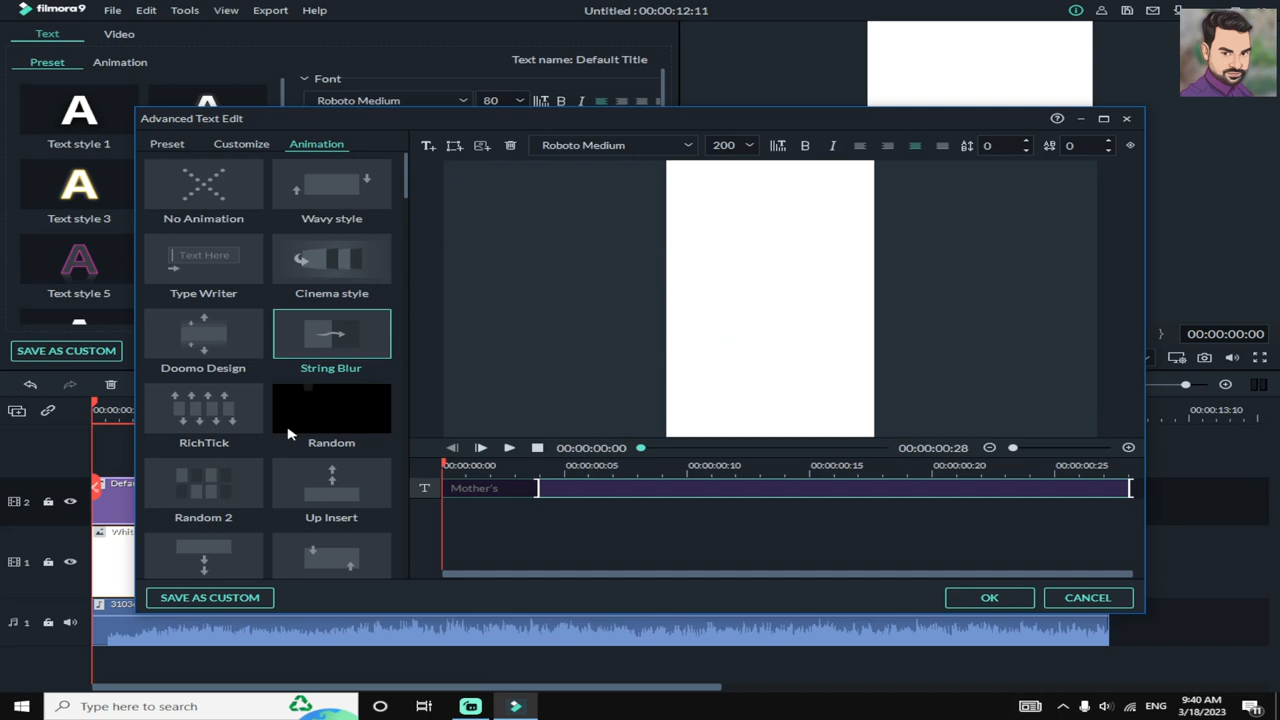 filmora9 File Edit Tools View Export Help Untitled : 00:00:12:11
Text Video
Preset Animation Text name: Default Title
Font
Roboto Medium 80 B I
A A
Text style 1
A
Text style 3
A
Text style 5
SAVE AS CUSTOM
Advanced Text Edit
Preset Customize Animation
Roboto Medium 200 B I 0 0
No Animation Wavy style
Text Here
Type Writer Cinema style
Doomo Design String Blur
RichTick Random
Random 2 Up Insert
00:00:00:00 00:00:00:28
00:00:00:00 00:00:00:05 00:00:00:10 00:00:00:15 00:00:00:20 00:00:00:25
T Mother's
SAVE AS CUSTOM OK CANCEL
00:00:00:00
00:00:13:10
2
1
1
Type here to search
ENG 9:40 AM
3/18/2023